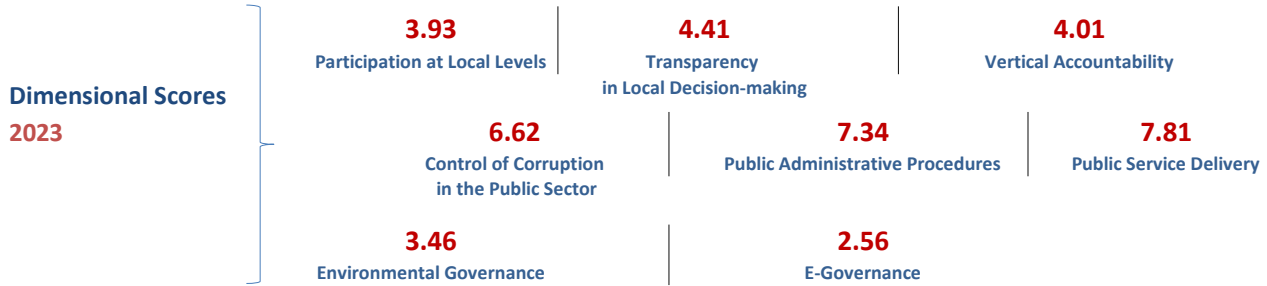 Dimensional Scores
2023
3.93
Participation at Local Levels
4.41
Transparency
in Local Decision-making
4.01
Vertical Accountability
6.62
Control of Corruption
in the Public Sector
7.34
Public Administrative Procedures
7.81
Public Service Delivery
3.46
Environmental Governance
2.56
E-Governance